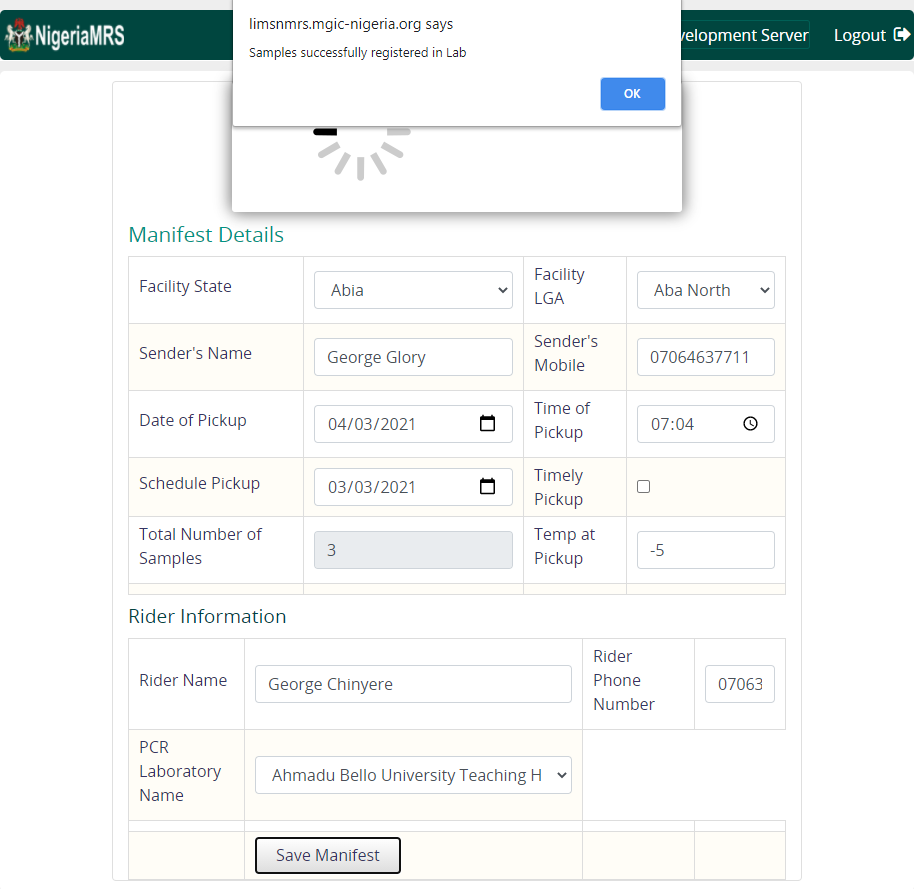 limsnmrs.mgic-nigeria.org says
Samples successfully registered in Lab
OK
NigeriaMRS
Server
Logout
Manifest Details
Facility State
Abia
Facility
LGA
Aba North
Sender's Name
George Glory
Sender's
Mobile
07064637711
Date of Pickup
04/03/2021
Time of
Pickup
07:04
Schedule Pickup
03/03/2021
Timely
Pickup
Total Number of
Samples
3
Temp at
Pickup
-5
Rider Information
Rider Name
George Chinyere
Rider
Phone
Number
07063
PCR
Laboratory
Name
Ahmadu Bello University Teaching H
Save Manifest